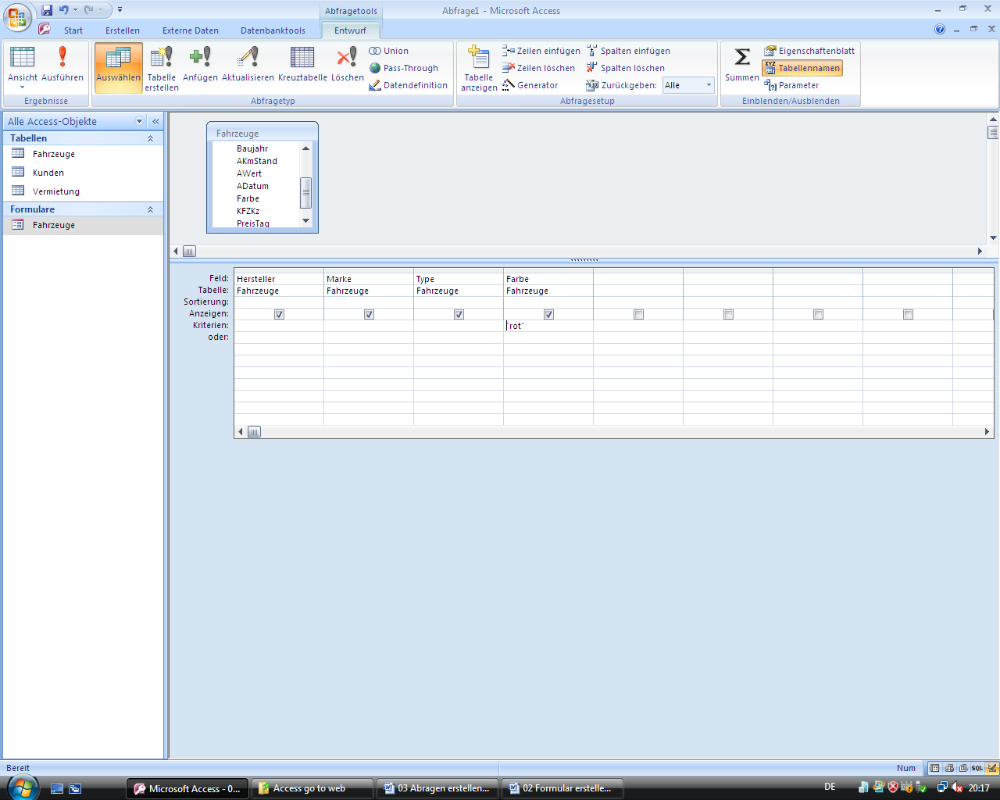 Abfragetools
Abfrage1 - Microsoft Access
Start
Erstellen
Externe Daten
Datenbanktools
Entwurf
Ansicht
Ausführen
Ergebnisse
Auswählen
Tabelle
erstellen
Anfügen
Aktualisieren
Kreuztabelle
Löschen
Union
Pass-Through
Datendefinition
Abfragetyp
Tabelle
anzeigen
Zeilen einfügen
Zeilen löschen
Generator
Spalten einfügen
Spalten löschen
Zurückgeben: Alle
Abfragesetup
Summen
Eigenschaftenblatt
Tabellennamen
Parameter
Einblenden/Ausblenden
Alle Access-Objekte
Tabellen
Fahrzeuge
Kunden
Vermietung
Formulare
Fahrzeuge
Fahrzeuge
Baujahr
AKmStand
AWert
ADatum
Farbe
KFZKz
PreisTag
Feld: Hersteller Marke Type Farbe
Tabelle: Fahrzeuge Fahrzeuge Fahrzeuge Fahrzeuge
Sortierung:
Anzeigen:
Kriterien: "rot"
oder:
Bereit
Num
SQL
Microsoft Access - 0...
Access go to web
03 Abragen erstellen...
02 Formular erstelle...
DE
20:17